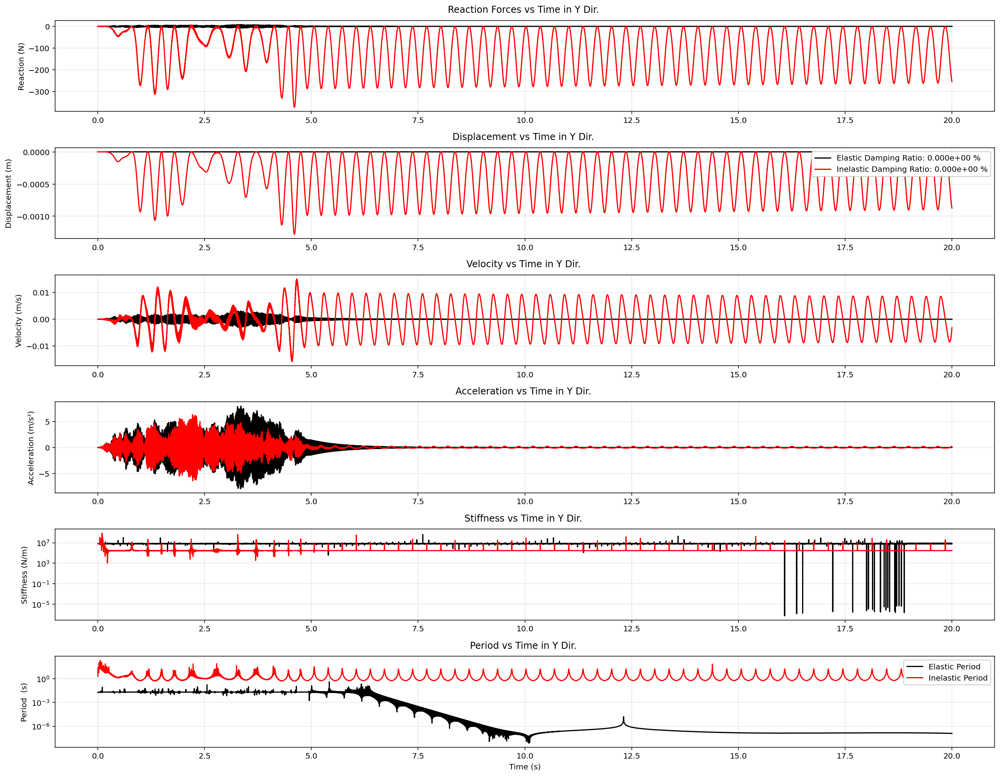 Reaction Forces vs Time in Y Dir.
Reaction (N)
0
−100
−200
−300
0.0 2.5 5.0 7.5 10.0 12.5 15.0 17.5 20.0
Displacement vs Time in Y Dir.
Displacement (m)
0.0000
−0.0005
−0.0010
Elastic Damping Ratio: 0.000e+00 %
Inelastic Damping Ratio: 0.000e+00 %
0.0 2.5 5.0 7.5 10.0 12.5 15.0 17.5 20.0
Velocity vs Time in Y Dir.
Velocity (m/s)
0.01
0.00
−0.01
0.0 2.5 5.0 7.5 10.0 12.5 15.0 17.5 20.0
Acceleration vs Time in Y Dir.
Acceleration (m/s²)
5
0
−5
0.0 2.5 5.0 7.5 10.0 12.5 15.0 17.5 20.0
Stiffness vs Time in Y Dir.
Stiffness (N/m)
10⁷
10³
10⁻¹
10⁻⁵
0.0 2.5 5.0 7.5 10.0 12.5 15.0 17.5 20.0
Period vs Time in Y Dir.
Period (s)
10⁰
10⁻³
10⁻⁶
Elastic Period
Inelastic Period
0.0 2.5 5.0 7.5 10.0 12.5 15.0 17.5 20.0
Time (s)